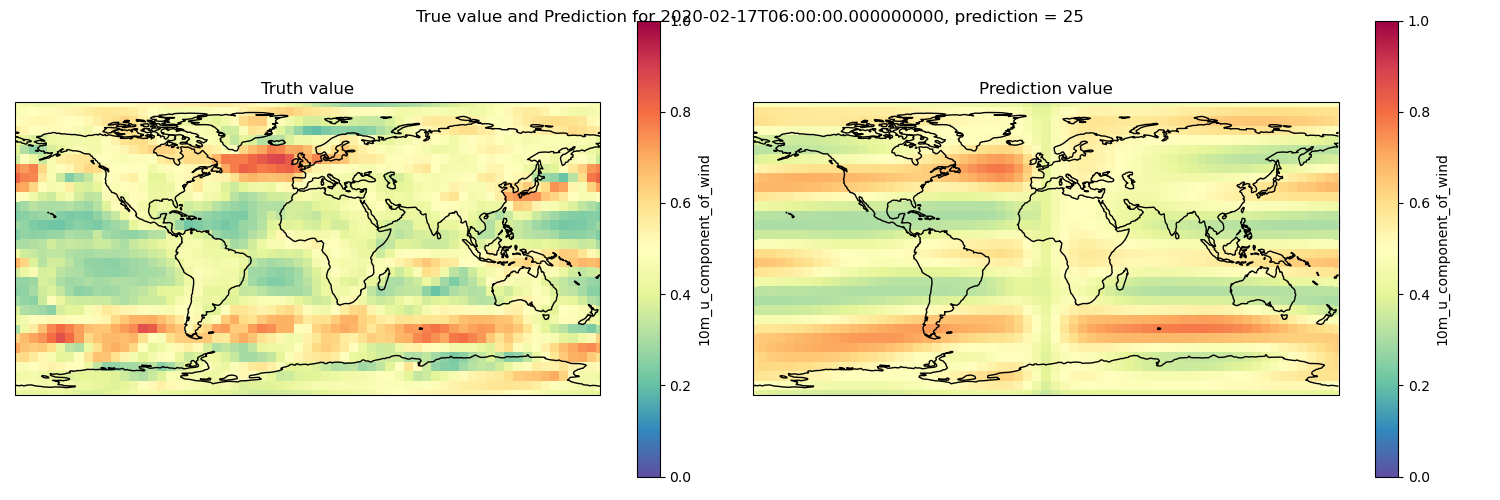 True value and Prediction for 2020-02-17T06:00:00.000000000, prediction = 25
Truth value
1.0
0.8
0.6
0.4
0.2
0.0
10m_u_component_of_wind
Prediction value
1.0
0.8
0.6
0.4
0.2
0.0
10m_u_component_of_wind